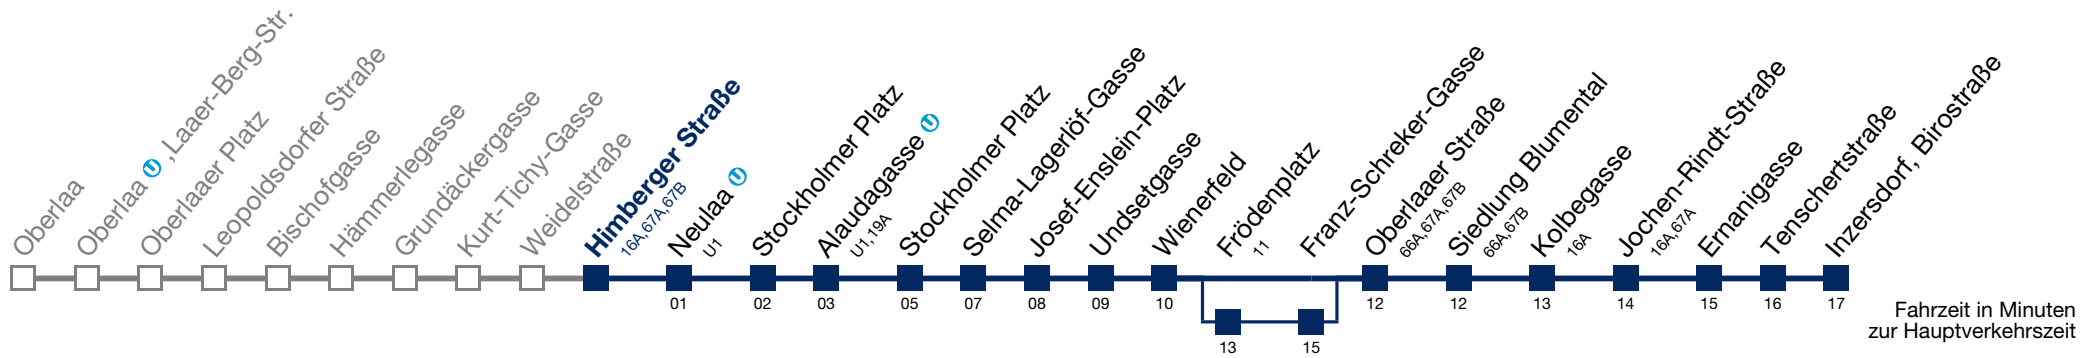 Oberlaa
Oberlaa U, Laaer-Berg-Str.
Oberlaaer Platz
Leopoldsdorfer Straße
Bischofgasse
Hämmerlegasse
Grundäckergasse
Kurt-Tichy-Gasse
Weidelstraße
Himberger Straße
16A, 67A, 67B
Neulaa U
U1
01
Stockholmer Platz
02
Alaudagasse U
U1, 19A
03
Stockholmer Platz
05
Selma-Lagerlöf-Gasse
07
Josef-Enslein-Platz
08
Undsetgasse
09
Wienerfeld
10
Frödenplatz
11
13
Franz-Schreker-Gasse
15
Oberlaaer Straße
66A, 67A, 67B
12
Siedlung Blumental
66A, 67B
12
Kolbegasse
16A
13
Jochen-Rindt-Straße
16A, 67A
14
Ernanigasse
15
Tenschertstraße
16
Inzersdorf, Birostraße
17
Fahrzeit in Minuten
zur Hauptverkehrszeit